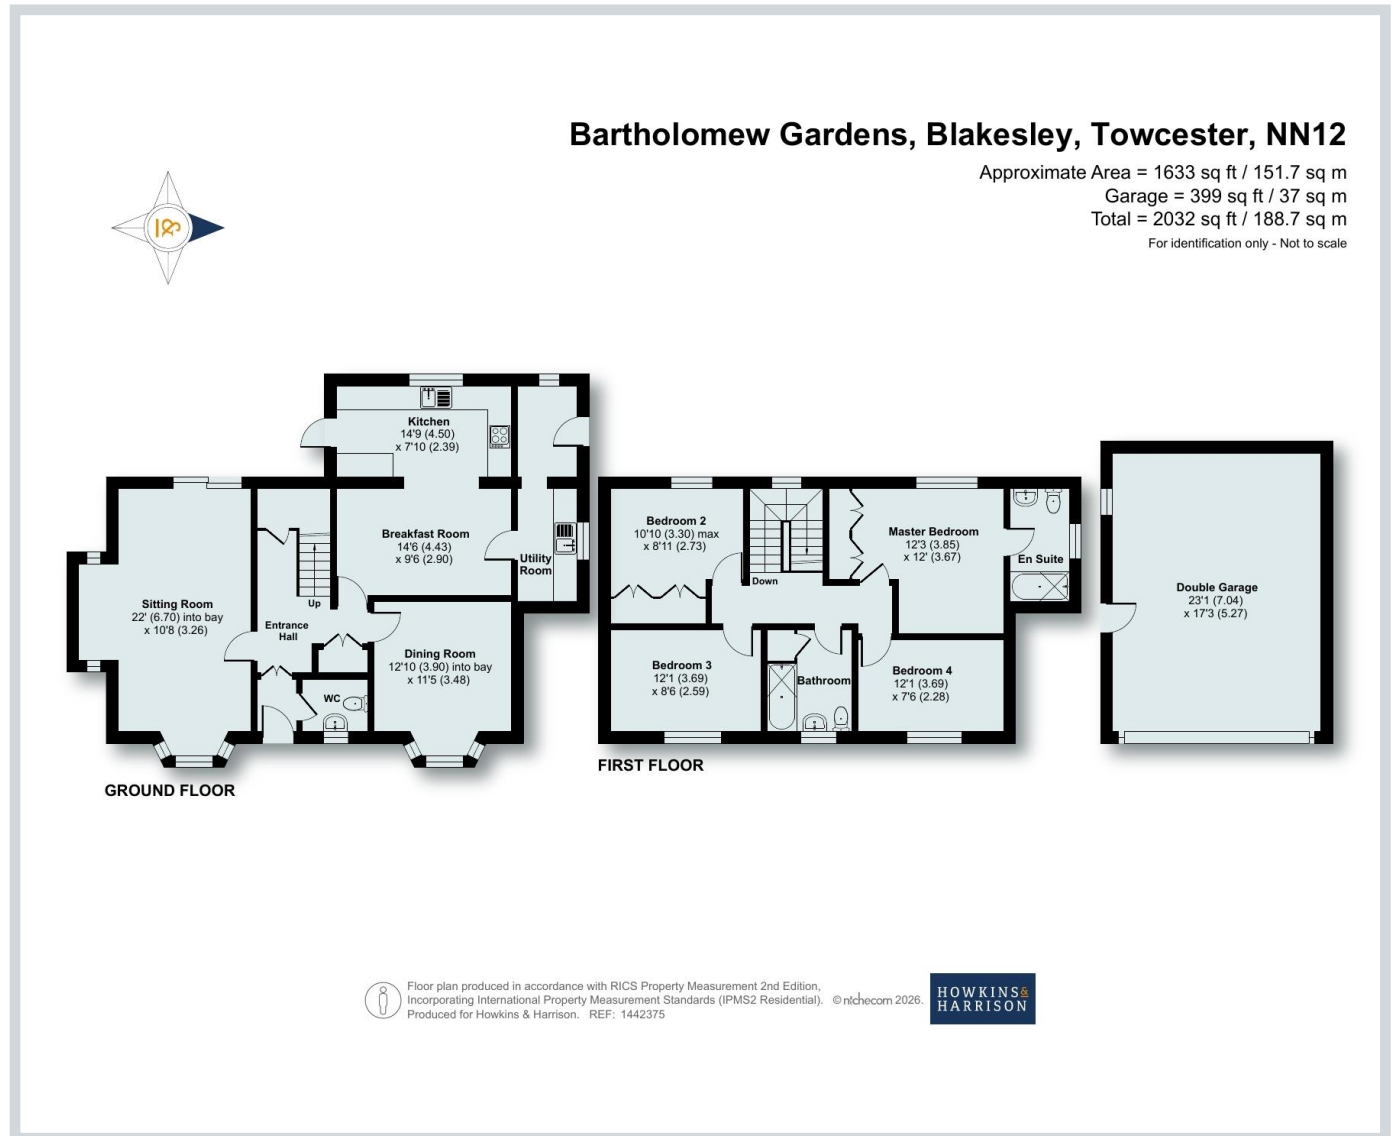 Bartholomew Gardens, Blakesley, Towcester, NN12
Approximate Area = 1633 sq ft / 151.7 sq m
Garage = 399 sq ft / 37 sq m
Total = 2032 sq ft / 188.7 sq m
For identification only - Not to scale
Kitchen
14'9 (4.50)
x 7'10 (2.39)
Breakfast Room
14'6 (4.43)
x 9'6 (2.90)
Utility
Room
Sitting Room
22' (6.70) into bay
x 10'8 (3.26)
Up
Entrance
Hall
Dining Room
12'10 (3.90) into bay
x 11'5 (3.48)
WC
GROUND FLOOR
Bedroom 2
10'10 (3.30) max
x 8'11 (2.73)
Down
Master Bedroom
12'3 (3.85)
x 12' (3.67)
En Suite
Bedroom 3
12'1 (3.69)
x 8'6 (2.59)
Bathroom
Bedroom 4
12'1 (3.69)
x 7'6 (2.28)
FIRST FLOOR
Double Garage
23'1 (7.04)
x 17'3 (5.27)
Floor plan produced in accordance with RICS Property Measurement 2nd Edition,
Incorporating International Property Measurement Standards (IPMS2 Residential). © ntchecom 2026.
Produced for Howkins & Harrison. REF: 1442375
HOWKINS&
HARRISON